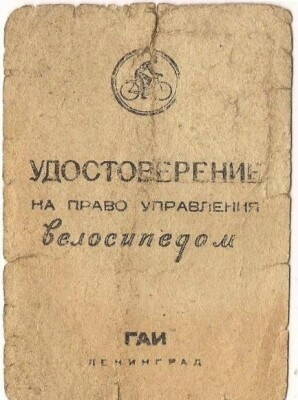 УДОСТОВЕРЕНИЕ
НА ПРАВО УПРАВЛЕНИЯ
велосипедом
ГАИ
ЛЕНИНГРАД